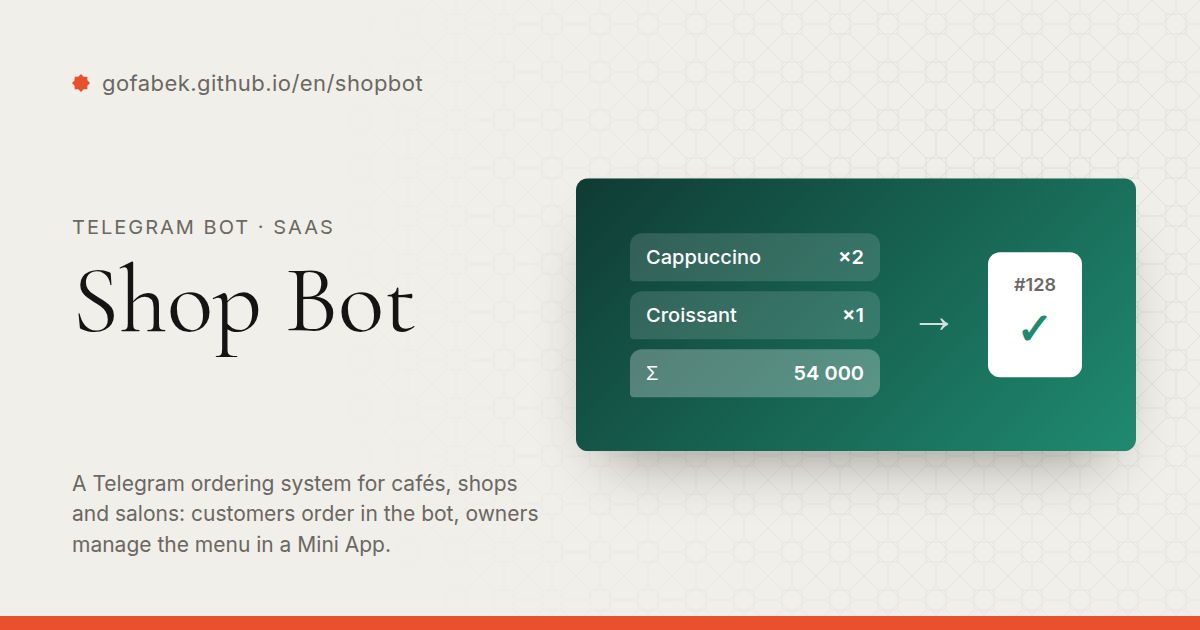 gofabek.github.io/en/shopbot
TELEGRAM BOT · SAAS
Shop Bot
A Telegram ordering system for cafés, shops
and salons: customers order in the bot, owners
manage the menu in a Mini App.
Cappuccino ×2
Croissant ×1
Σ 54 000
→
#128
✓